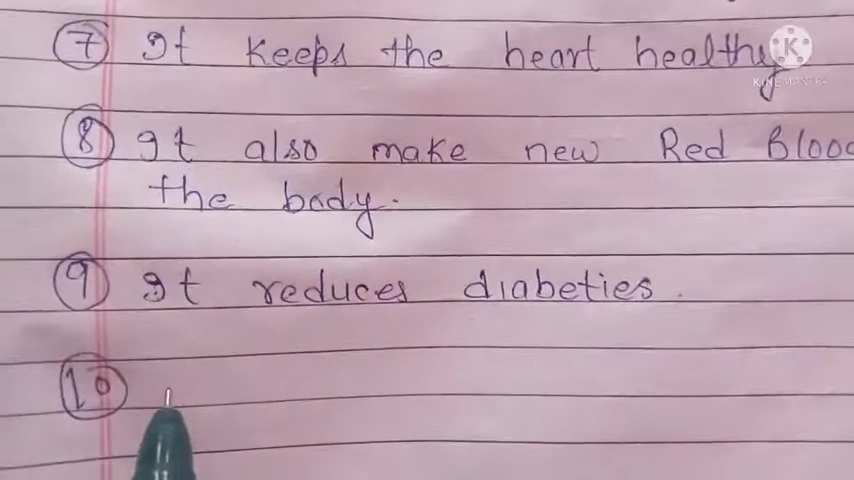 7 It keeps the heart healthy
8 It also make new Red Blood
the body.
9 It reduces diabeties.
10
KINEMASTER